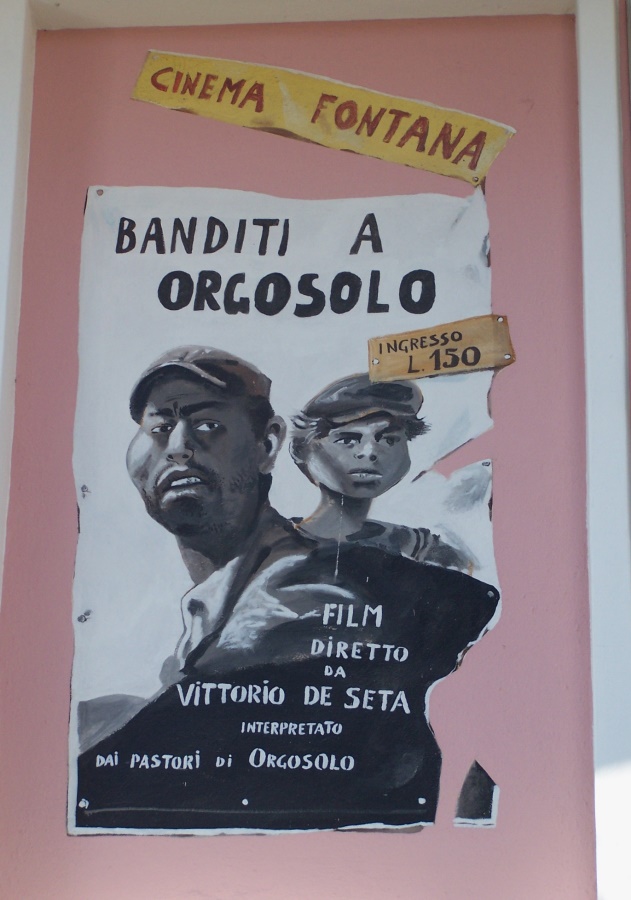 CINEMA FONTANA
BANDITI A
ORGOSOLO
INGRESSO
L. 150
FILM
DIRETTO
DA
VITTORIO DE SETA
INTERPRETATO
DAI PASTORI DI ORGOSOLO